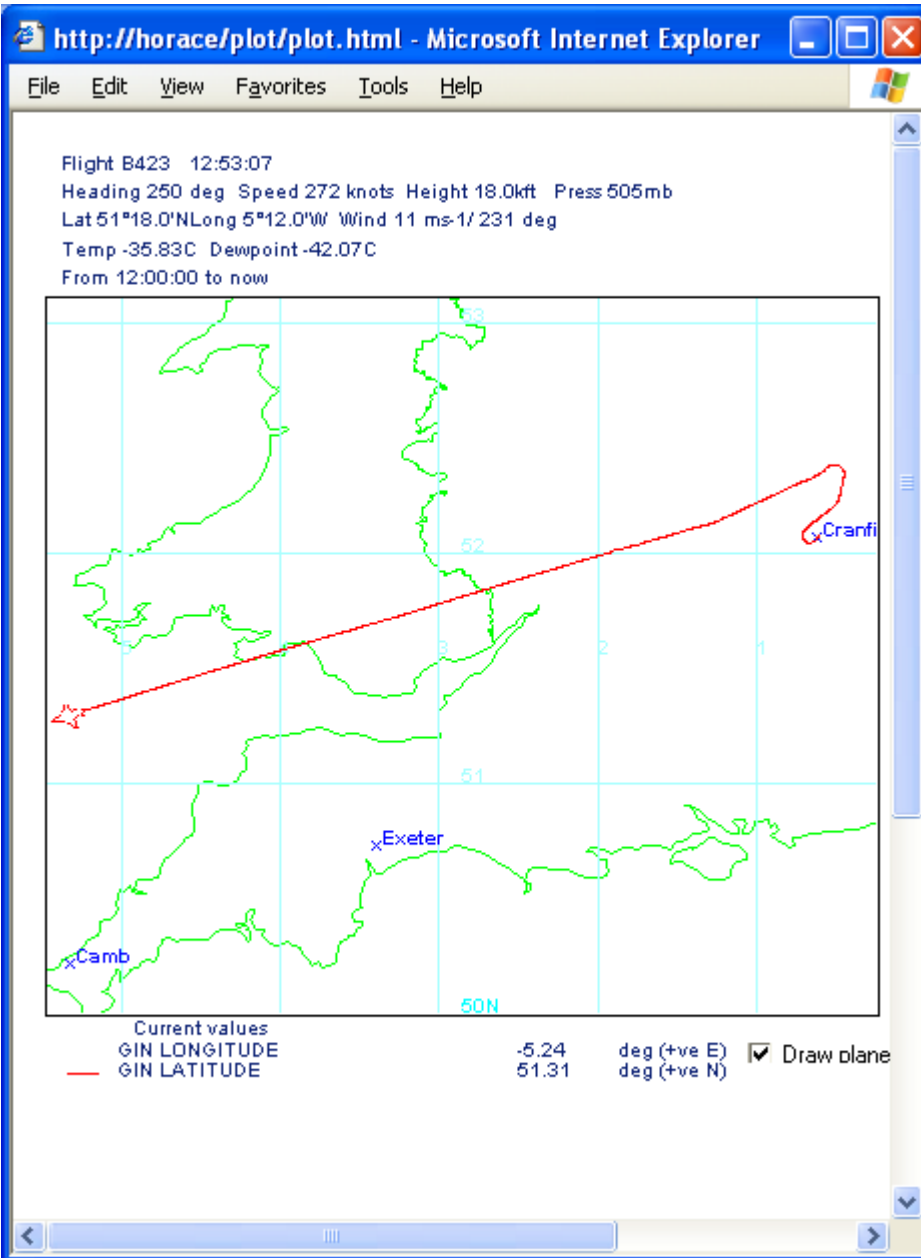 http://horace/plot/plot.html - Microsoft Internet Explorer
File Edit View Favorites Tools Help
Flight B423 12:53:07
Heading 250 deg Speed 272 knots Height 18.0kft Press 505mb
Lat 51°18.0'NLong 5°12.0'W Wind 11 ms-1/ 231 deg
Temp -35.83C Dewpoint -42.07C
From 12:00:00 to now
53
Cranfi
52
5 3 2 1
51
Exeter
Camb
50N
Current values
GIN LONGITUDE -5.24 deg (+ve E)
GIN LATITUDE 51.31 deg (+ve N)
Draw plane